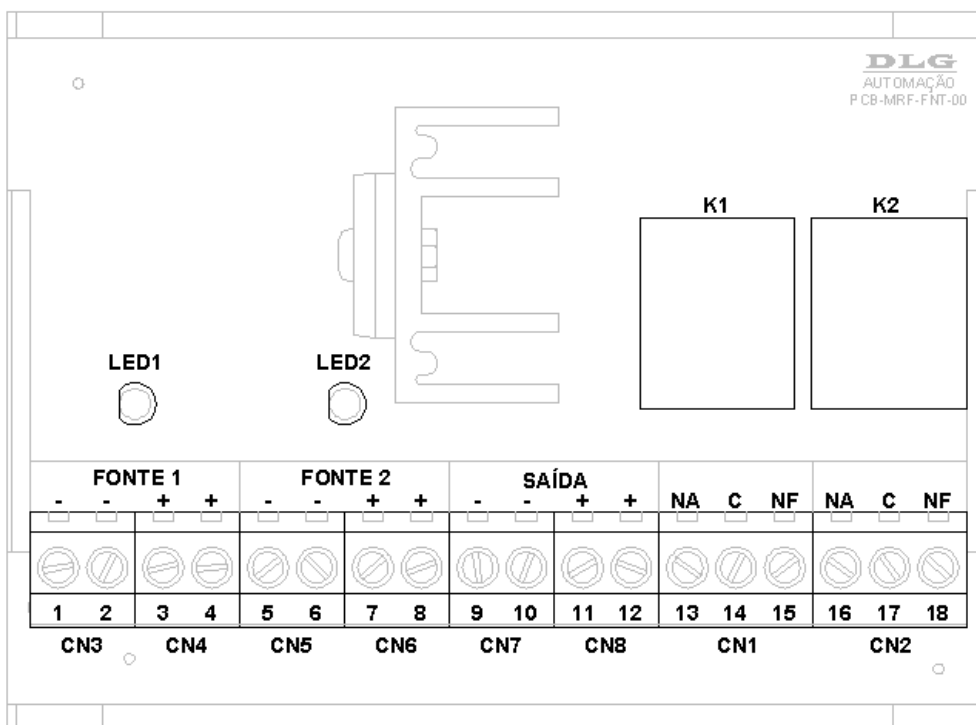 DLG
AUTOMAÇÃO
PCB-MRF-FNT-00
K1 K2
LED1 LED2
FONTE 1 FONTE 2 SAÍDA
- - + + - - + + - - + + NA C NF NA C NF
1 2 3 4 5 6 7 8 9 10 11 12 13 14 15 16 17 18
CN3 CN4 CN5 CN6 CN7 CN8 CN1 CN2